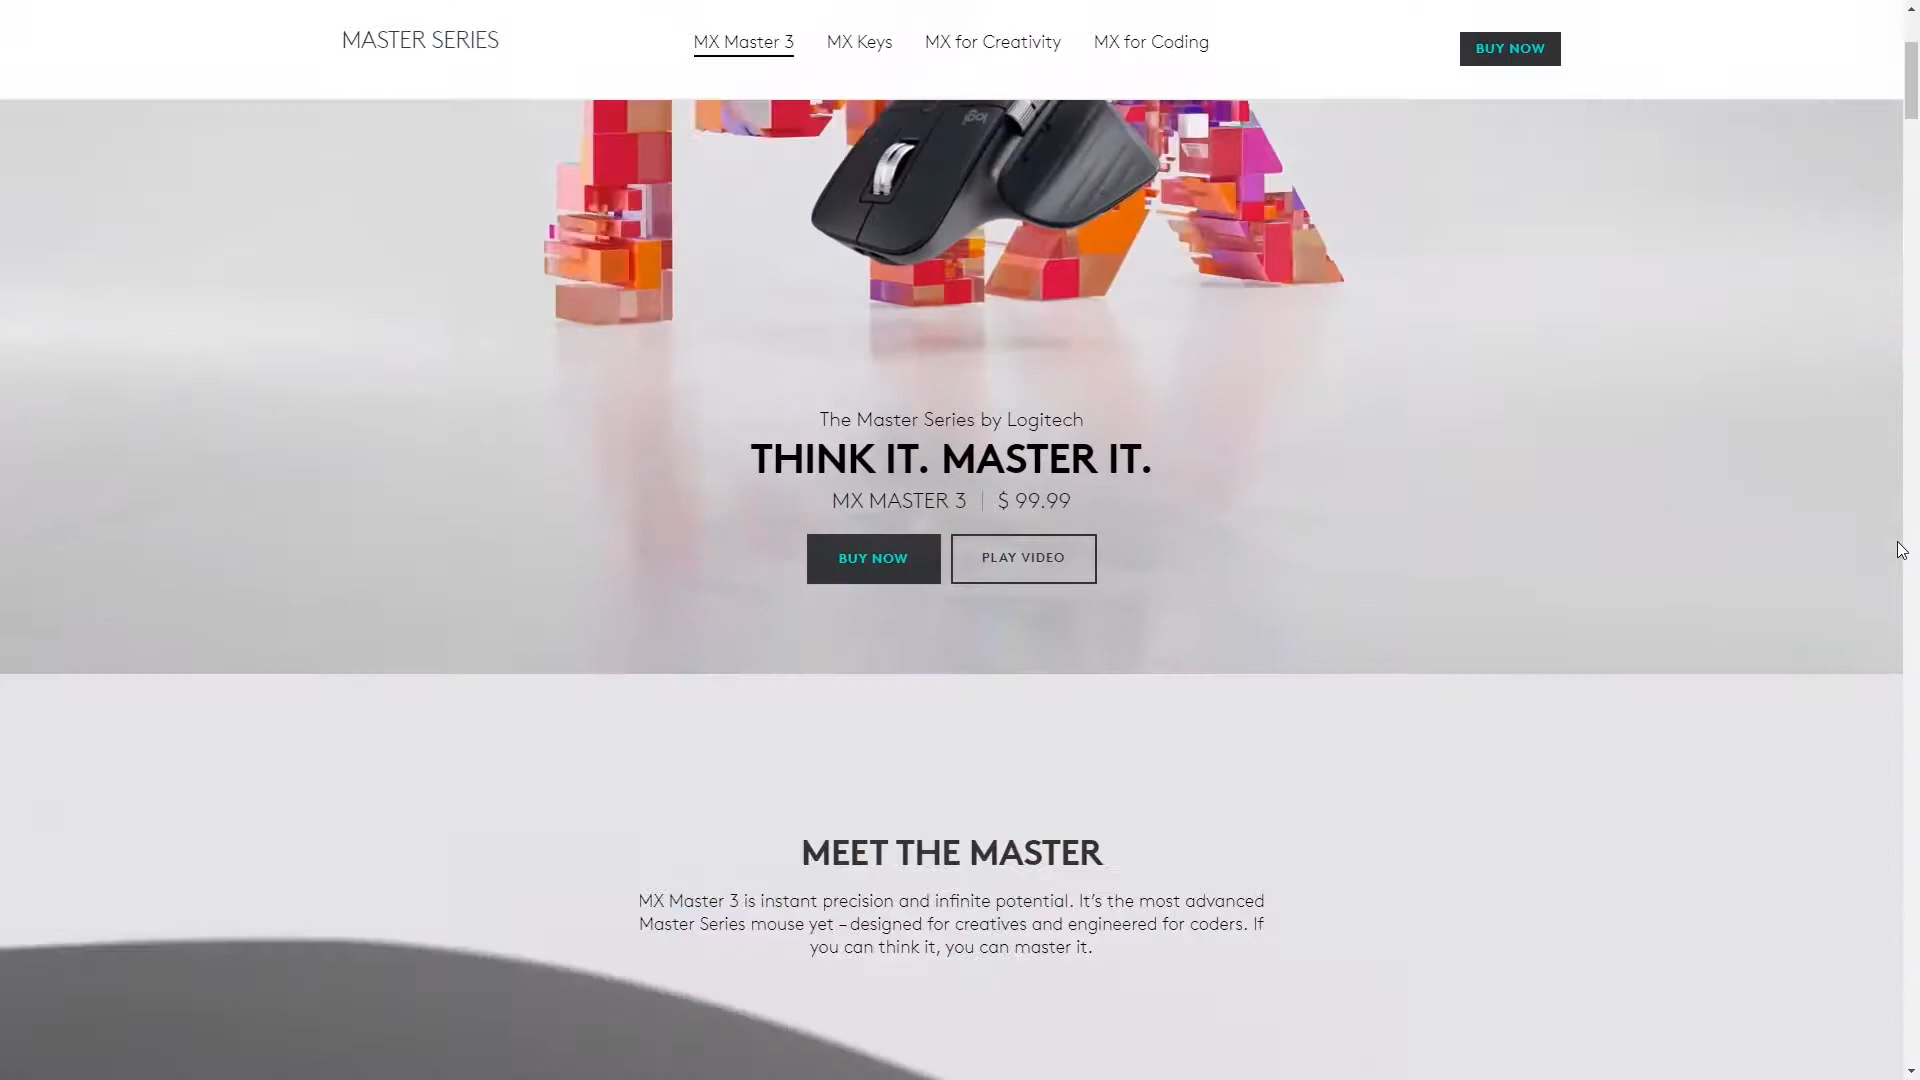 MASTER SERIES
MX Master 3
MX Keys
MX for Creativity
MX for Coding
BUY NOW
logi
The Master Series by Logitech
THINK IT. MASTER IT.
MX MASTER 3 | $ 99.99
BUY NOW
PLAY VIDEO
MEET THE MASTER
MX Master 3 is instant precision and infinite potential. It’s the most advanced
Master Series mouse yet – designed for creatives and engineered for coders. If
you can think it, you can master it.